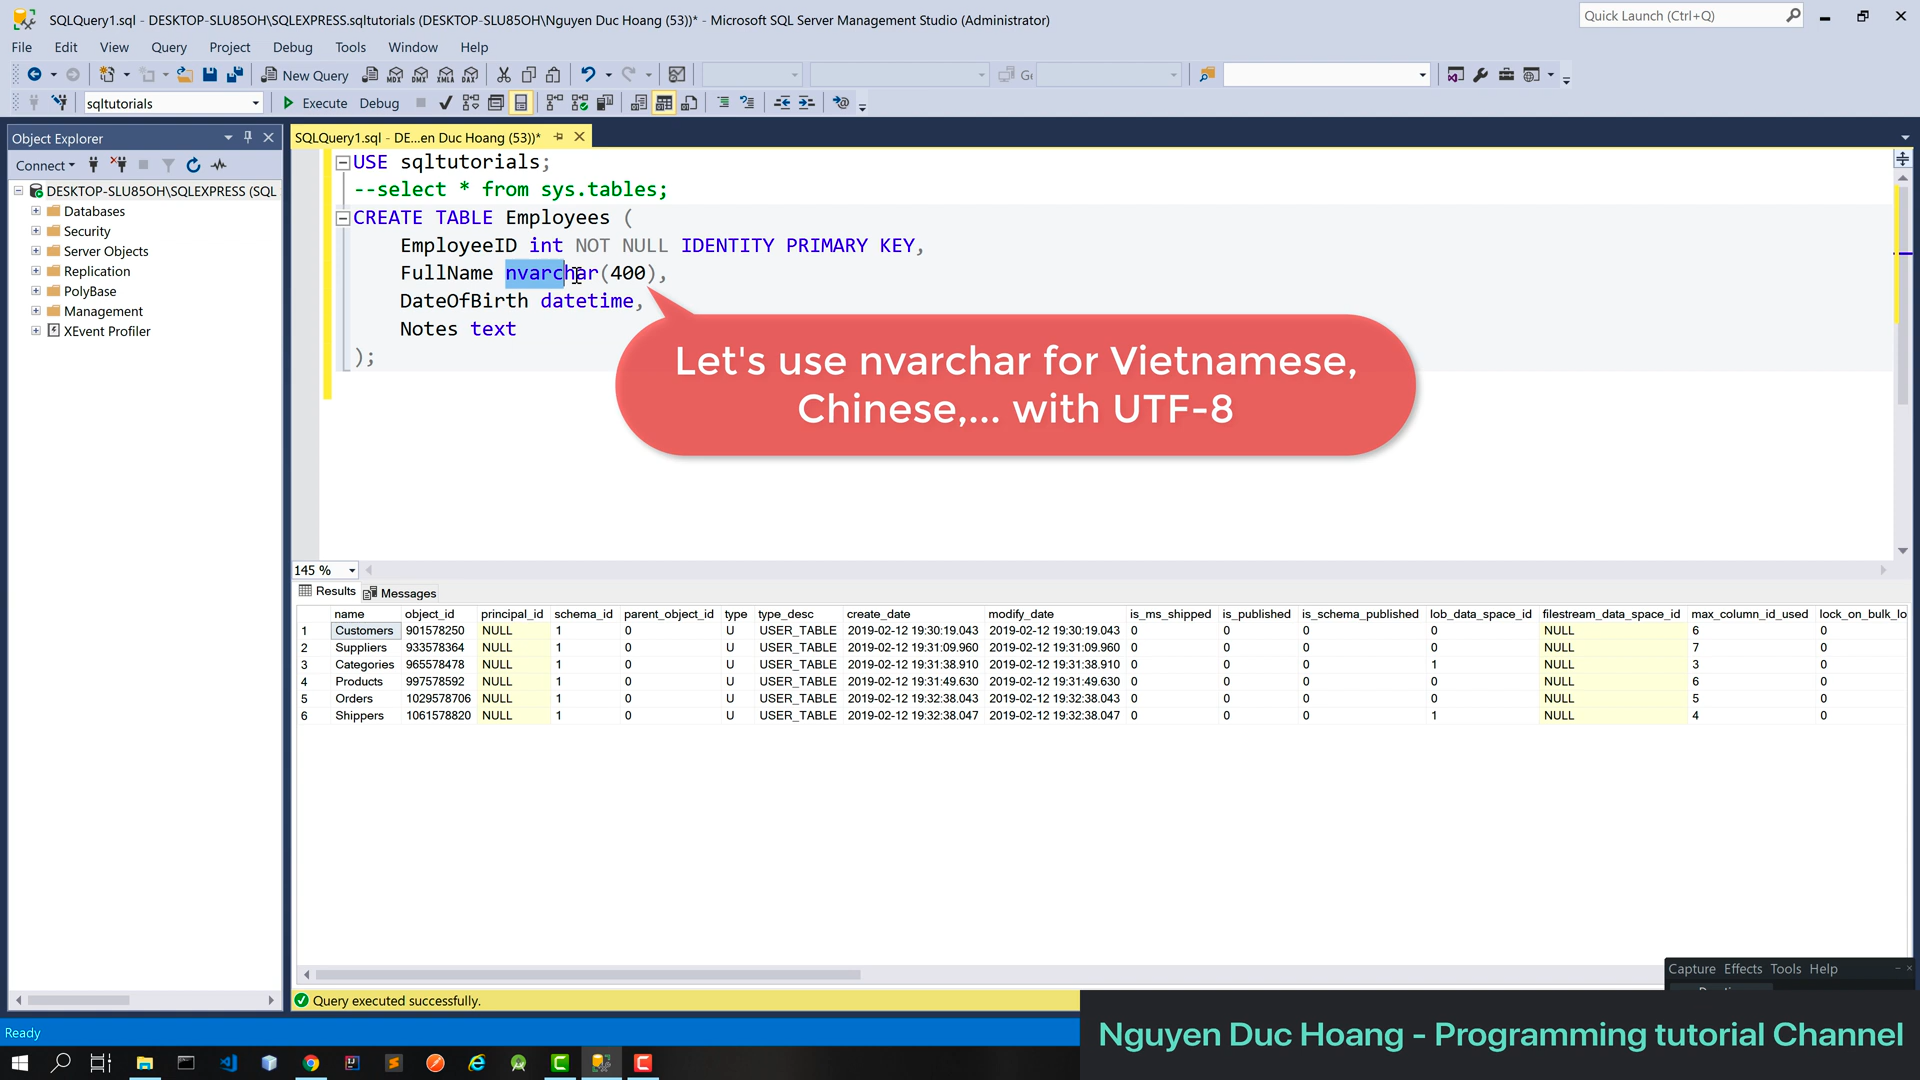 SQLQuery1.sql - DESKTOP-SLU85OH\SQLEXPRESS.sqltutorials (DESKTOP-SLU85OH\Nguyen Duc Hoang (53))* - Microsoft SQL Server Management Studio (Administrator)
Quick Launch (Ctrl+Q)
File Edit View Query Project Debug Tools Window Help
New Query MDX DMX XMLA DAX Ge
sqltutorials Execute Debug
Object Explorer
SQLQuery1.sql - DE...en Duc Hoang (53))*
Connect
DESKTOP-SLU85OH\SQLEXPRESS (SQL
Databases
Security
Server Objects
Replication
PolyBase
Management
XEvent Profiler
USE sqltutorials;
--select * from sys.tables;
CREATE TABLE Employees (
EmployeeID int NOT NULL IDENTITY PRIMARY KEY,
FullName nvarchar(400),
DateOfBirth datetime,
Notes text
);
Let's use nvarchar for Vietnamese,
Chinese,... with UTF-8
145 %
Results Messages
name object_id principal_id schema_id parent_object_id type type_desc create_date modify_date is_ms_shipped is_published is_schema_published lob_data_space_id filestream_data_space_id max_column_id_used lock_on_bulk_lo
1 Customers 901578250 NULL 1 0 U USER_TABLE 2019-02-12 19:30:19.043 2019-02-12 19:30:19.043 0 0 0 0 NULL 6 0
2 Suppliers 933578364 NULL 1 0 U USER_TABLE 2019-02-12 19:31:09.960 2019-02-12 19:31:09.960 0 0 0 0 NULL 7 0
3 Categories 965578478 NULL 1 0 U USER_TABLE 2019-02-12 19:31:38.910 2019-02-12 19:31:38.910 0 0 0 1 NULL 3 0
4 Products 997578592 NULL 1 0 U USER_TABLE 2019-02-12 19:31:49.630 2019-02-12 19:31:49.630 0 0 0 0 NULL 6 0
5 Orders 1029578706 NULL 1 0 U USER_TABLE 2019-02-12 19:32:38.043 2019-02-12 19:32:38.043 0 0 0 0 NULL 5 0
6 Shippers 1061578820 NULL 1 0 U USER_TABLE 2019-02-12 19:32:38.047 2019-02-12 19:32:38.047 0 0 0 1 NULL 4 0
Capture Effects Tools Help
Query executed successfully.
Ready
Nguyen Duc Hoang - Programming tutorial Channel